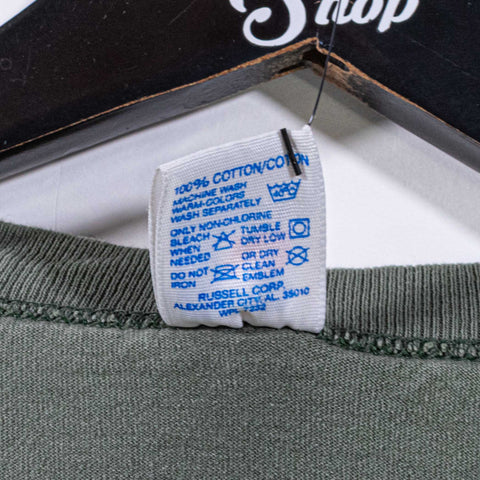 Shop
100% COTTON/COTON
MACHINE WASH
WARM-COLORS
WASH SEPARATELY
ONLY NON-CHLORINE
BLEACH
WHEN
NEEDED
TUMBLE
DRY LOW
DO NOT
IRON
OR DRY
CLEAN
EMBLEM
RUSSELL CORP.
ALEXANDER CITY, AL. 35010